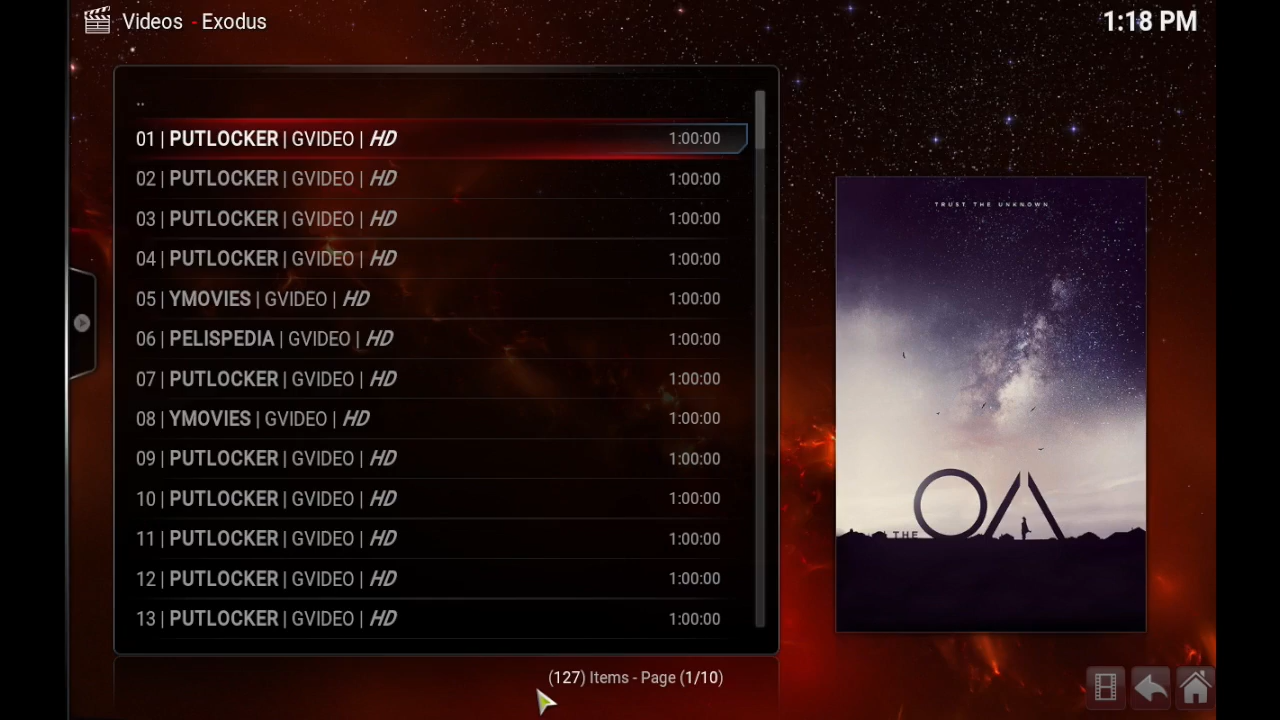 Videos - Exodus
1:18 PM
..
01 | PUTLOCKER | GVIDEO | HD 1:00:00
02 | PUTLOCKER | GVIDEO | HD 1:00:00
03 | PUTLOCKER | GVIDEO | HD 1:00:00
04 | PUTLOCKER | GVIDEO | HD 1:00:00
05 | YMOVIES | GVIDEO | HD 1:00:00
06 | PELISPEDIA | GVIDEO | HD 1:00:00
07 | PUTLOCKER | GVIDEO | HD 1:00:00
08 | YMOVIES | GVIDEO | HD 1:00:00
09 | PUTLOCKER | GVIDEO | HD 1:00:00
10 | PUTLOCKER | GVIDEO | HD 1:00:00
11 | PUTLOCKER | GVIDEO | HD 1:00:00
12 | PUTLOCKER | GVIDEO | HD 1:00:00
13 | PUTLOCKER | GVIDEO | HD 1:00:00
(127) Items - Page (1/10)
TRUST THE UNKNOWN
THE OA